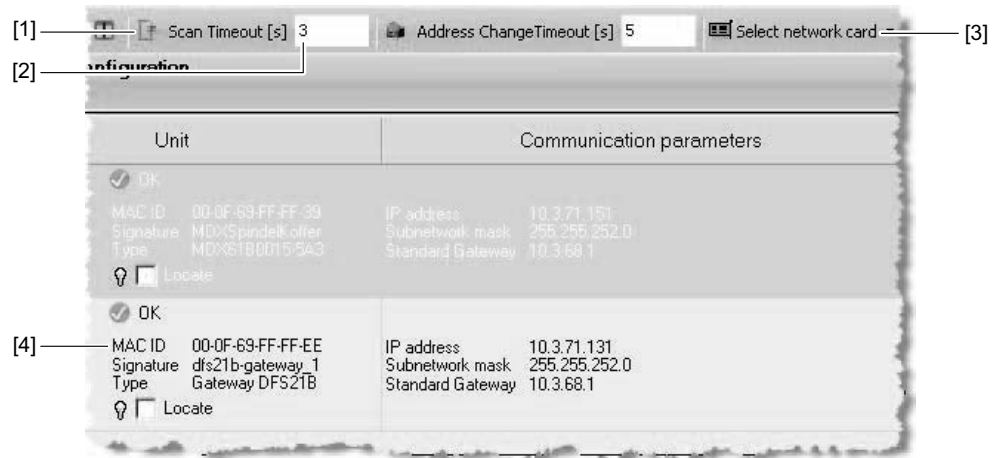 [1] Scan Timeout [s] 3 Address ChangeTimeout [s] 5 Select network card [3]
[2] onfiguration
Unit Communication parameters
OK
MAC ID 00-0F-69-FF-FF-39 IP address 10.3.71.151
Signature MDXSpindelKoffer Subnetwork mask 255.255.252.0
Type MDX61B0015-5A3 Standard Gateway 10.3.68.1
Locate
OK
[4] MAC ID 00-0F-69-FF-FF-EE IP address 10.3.71.131
Signature dfs21b-gateway_1 Subnetwork mask 255.255.252.0
Type Gateway DFS21B Standard Gateway 10.3.68.1
Locate